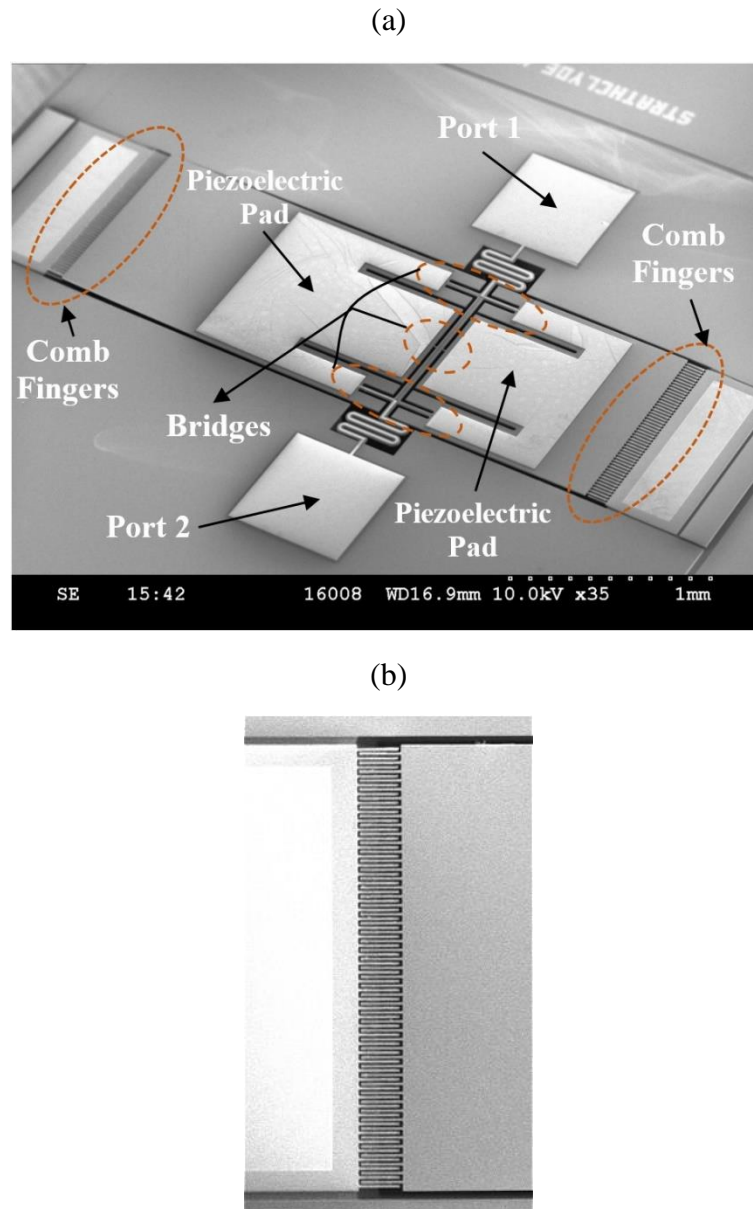 (a)
STRATHCLYDE
Port 1
Piezoelectric
Pad
Comb
Fingers
Comb
Fingers
Bridges
Port 2
Piezoelectric
Pad
SE 15:42 16008 WD16.9mm 10.0kV x35 1mm
(b)